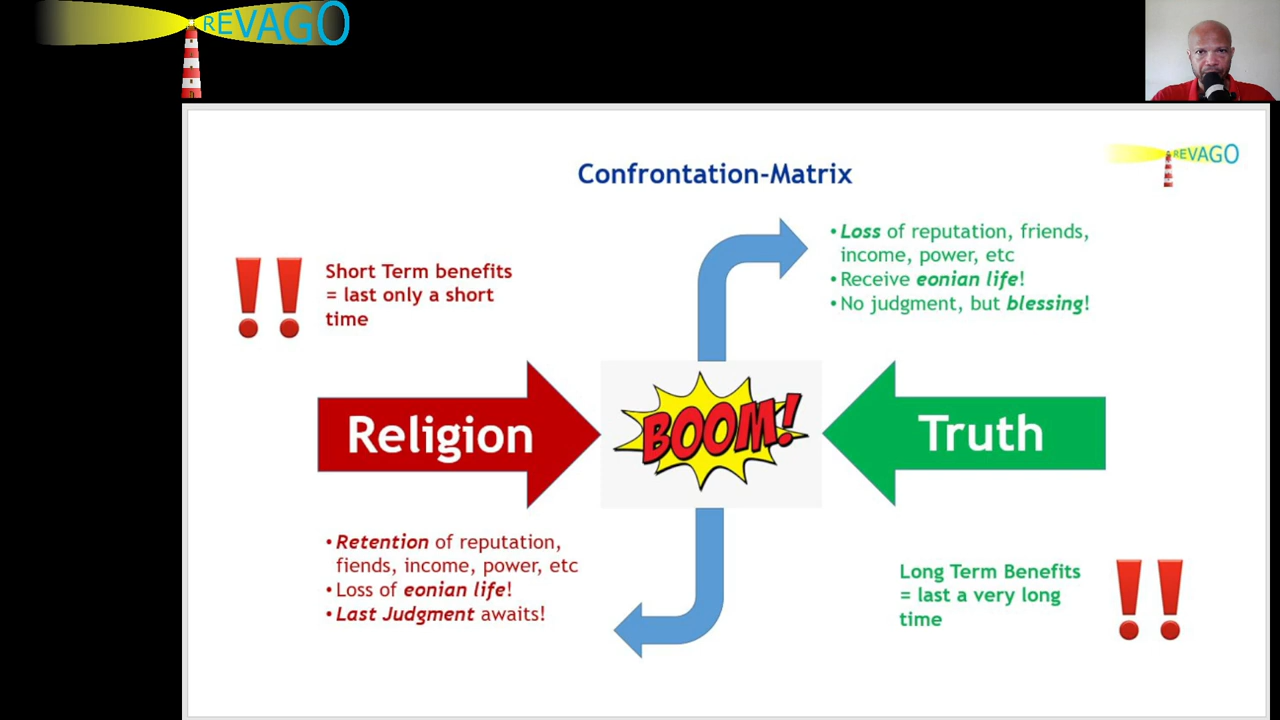 REVAGO
REVAGO
Confrontation-Matrix
• Loss of reputation, friends,
income, power, etc
• Receive eonian life!
• No judgment, but blessing!
Short Term benefits
= last only a short
time
Religion
BOOM!
Truth
• Retention of reputation,
fiends, income, power, etc
• Loss of eonian life!
• Last Judgment awaits!
Long Term Benefits
= last a very long
time